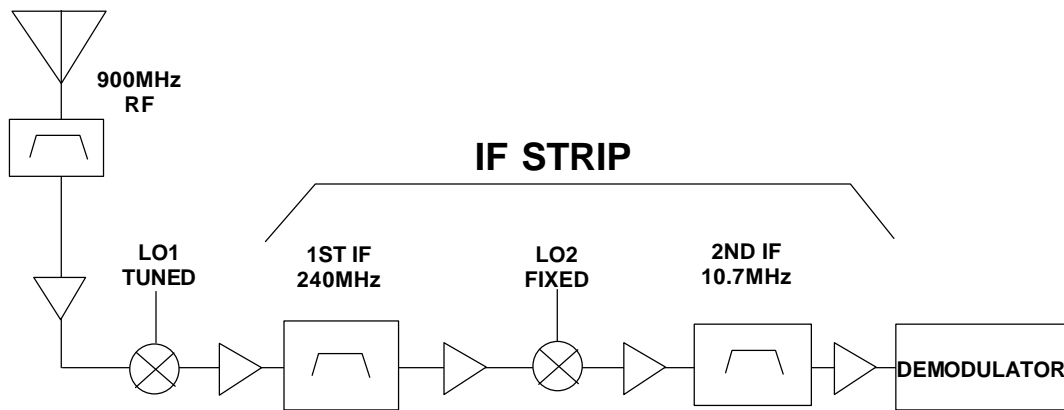 900MHz
RF
IF STRIP
LO1
TUNED
1ST IF
240MHz
LO2
FIXED
2ND IF
10.7MHz
DEMODULATOR